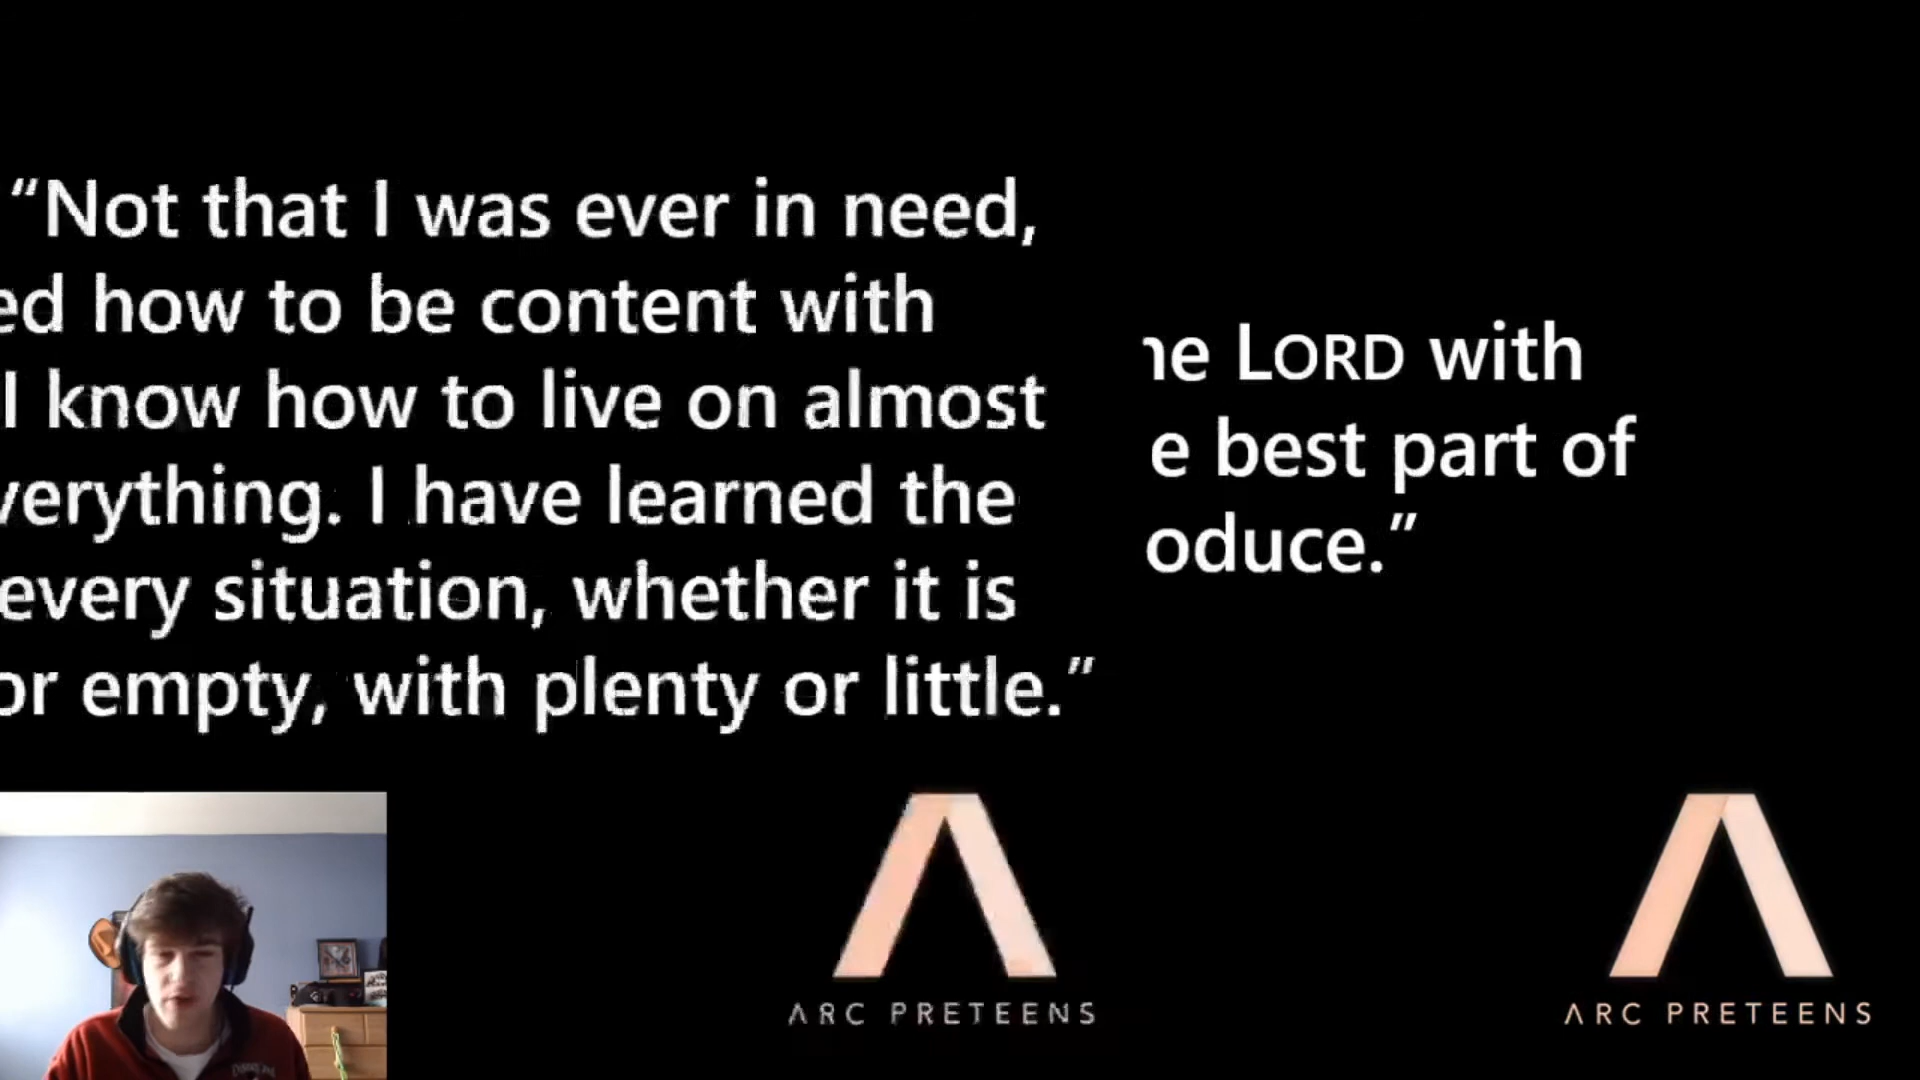 “Not that I was ever in need,
ed how to be content with
I know how to live on almost
verything. I have learned the
every situation, whether it is
or empty, with plenty or little.”
he LORD with
e best part of
oduce.”
ARC PRETEENS
ARC PRETEENS